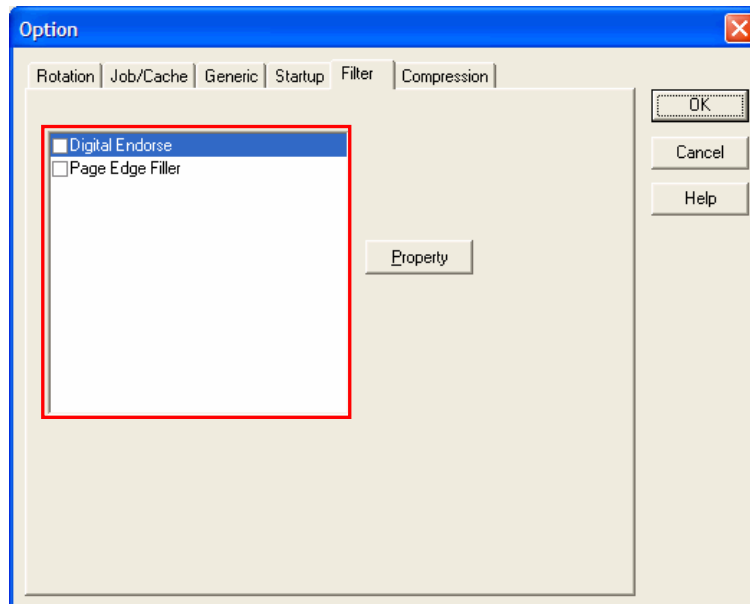 Option
Rotation Job/Cache Generic Startup Filter Compression
OK
Digital Endorse
Cancel
Page Edge Filler
Help
Property